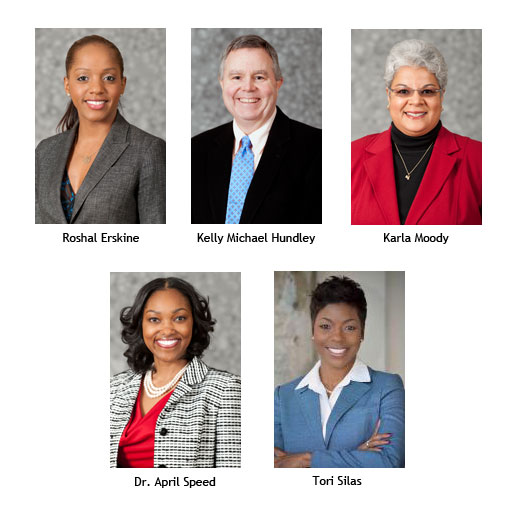 Roshal Erskine
Kelly Michael Hundley
Karla Moody
Dr. April Speed
Tori Silas